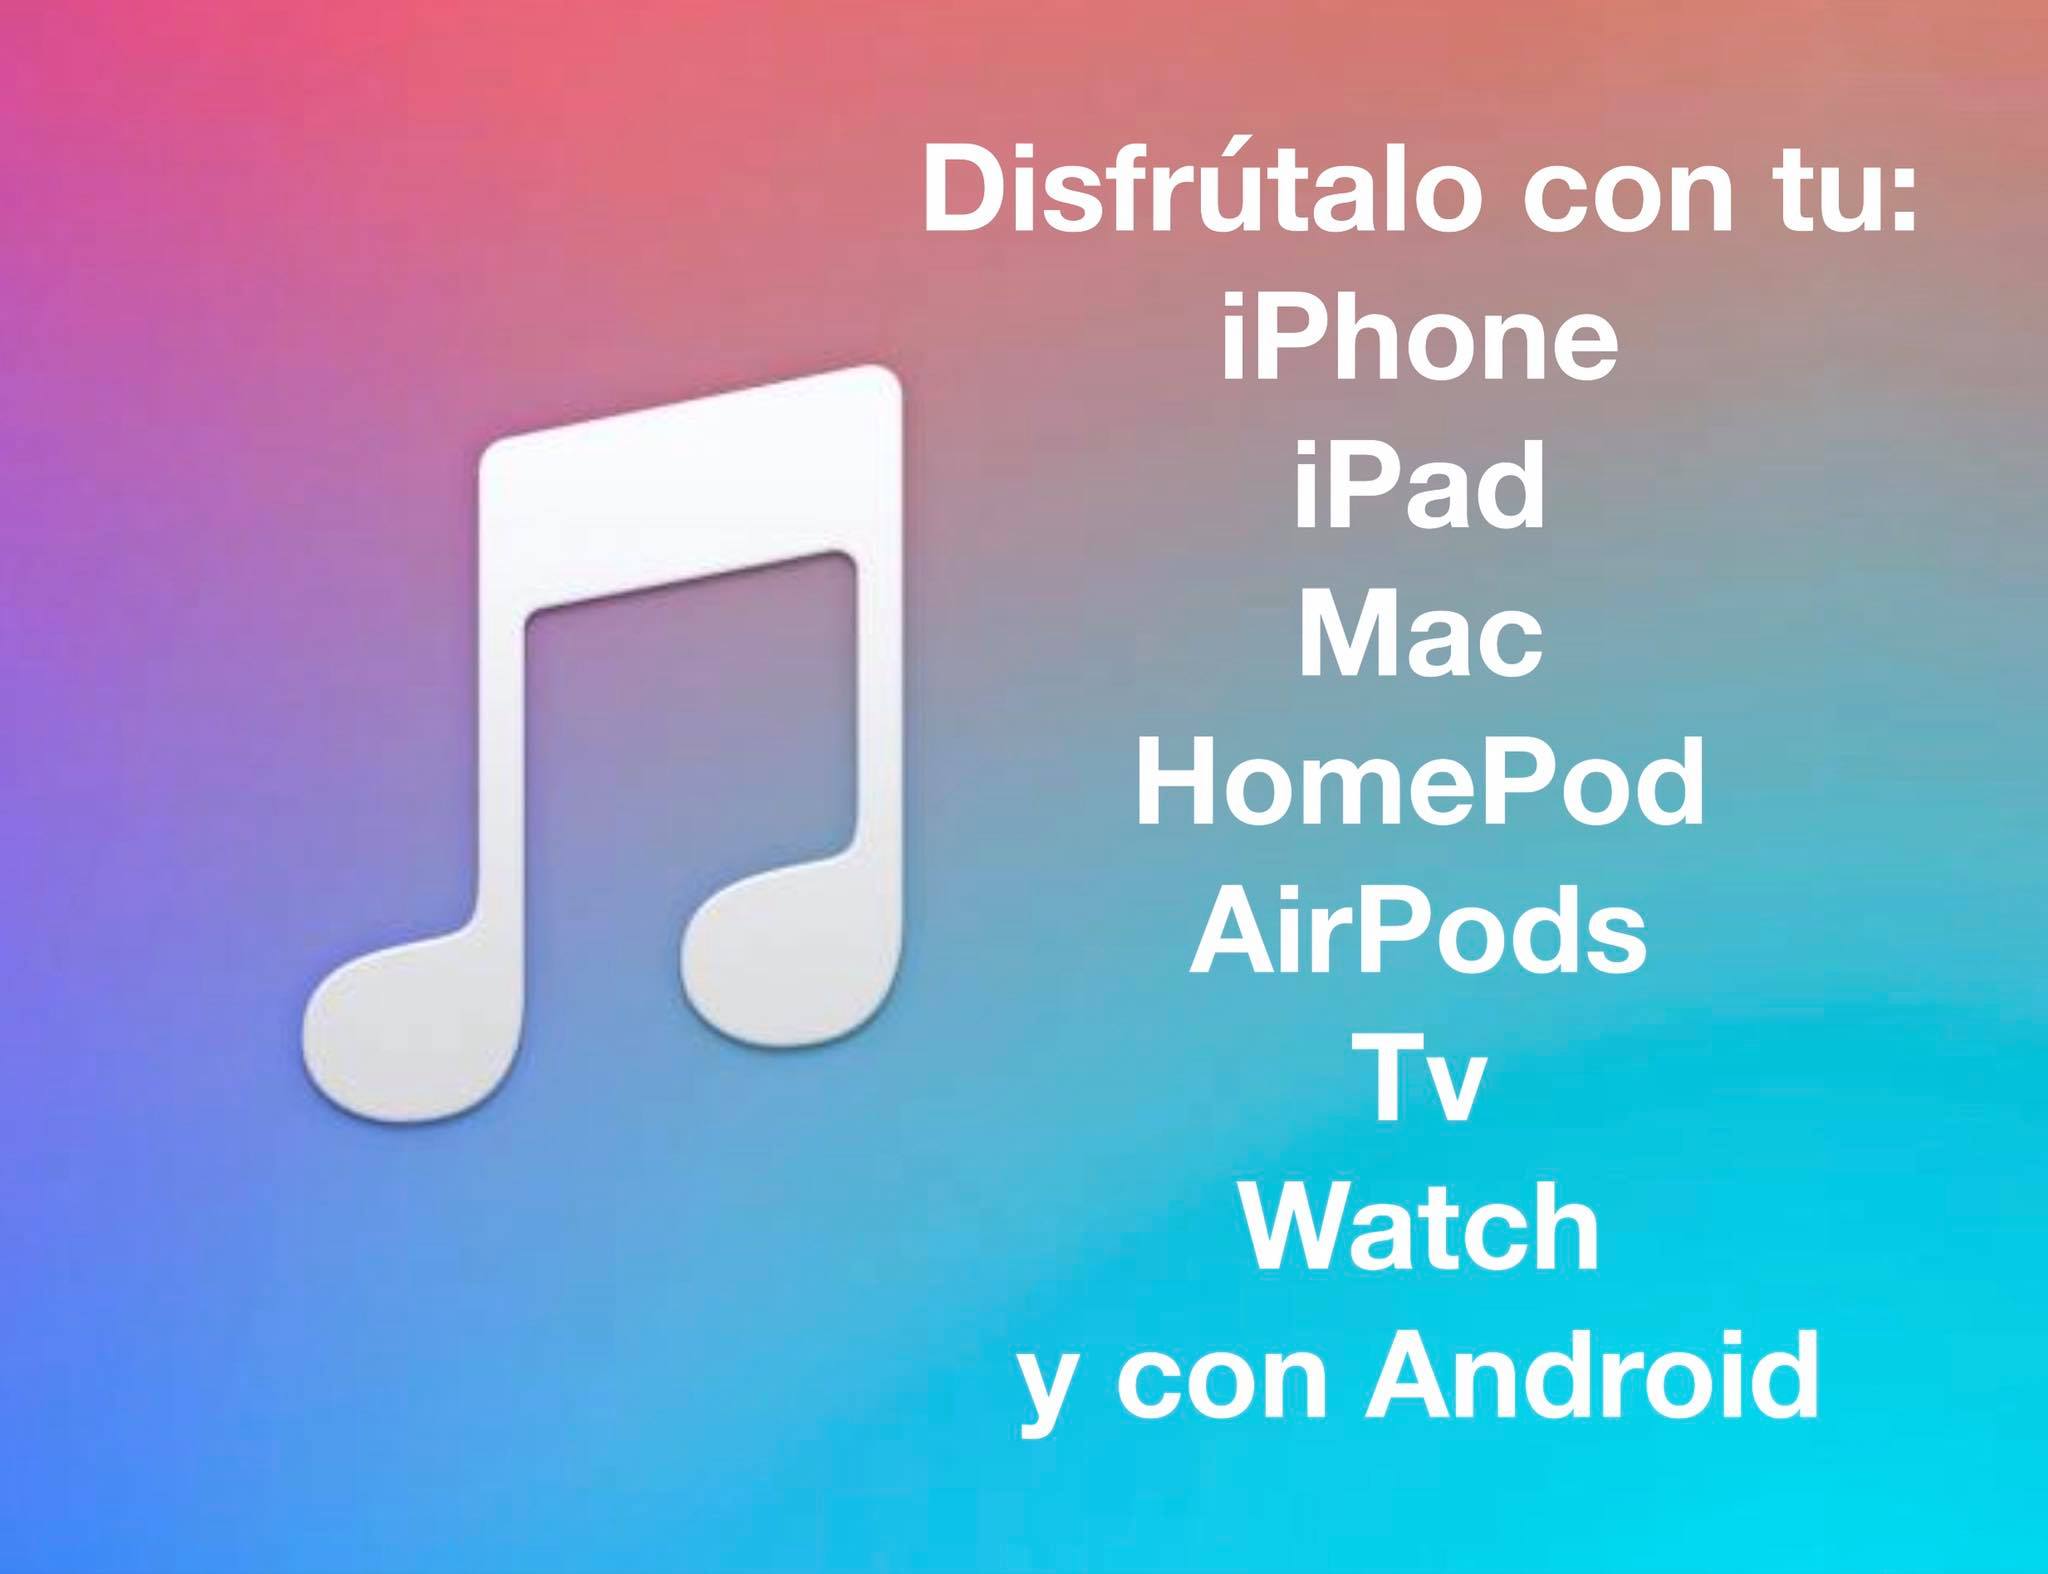 Disfrútalo con tu:
iPhone
iPad
Mac
HomePod
AirPods
Tv
Watch
y con Android